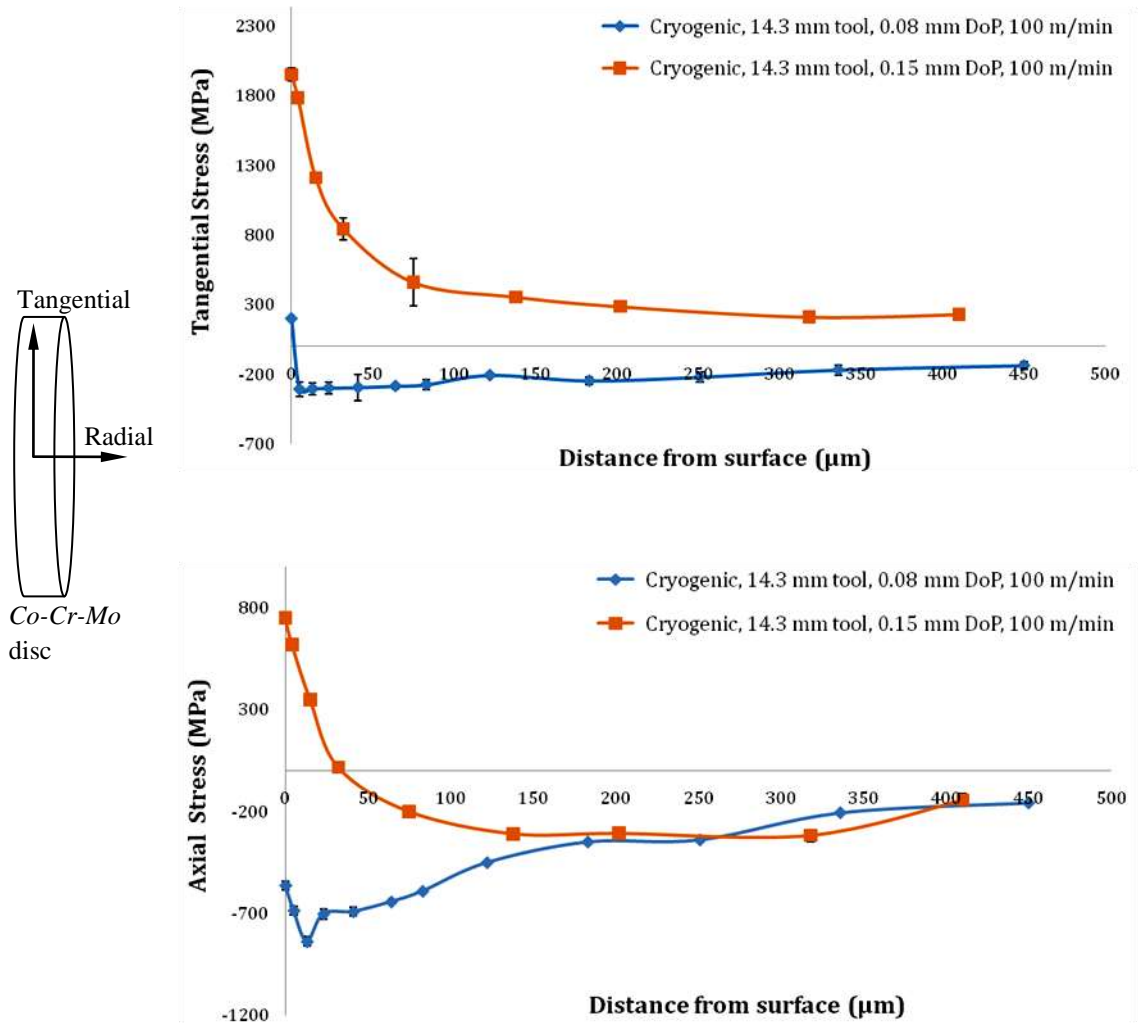 Tangential
Radial
Co-Cr-Mo
disc
Tangential Stress (MPa)
2300
1800
1300
800
300
-200
-700
Cryogenic, 14.3 mm tool, 0.08 mm DoP, 100 m/min
Cryogenic, 14.3 mm tool, 0.15 mm DoP, 100 m/min
0 50 100 150 200 250 300 350 400 450 500
Distance from surface (µm)
Axial Stress (MPa)
800
300
-200
-700
-1200
Cryogenic, 14.3 mm tool, 0.08 mm DoP, 100 m/min
Cryogenic, 14.3 mm tool, 0.15 mm DoP, 100 m/min
0 50 100 150 200 250 300 350 400 450 500
Distance from surface (µm)